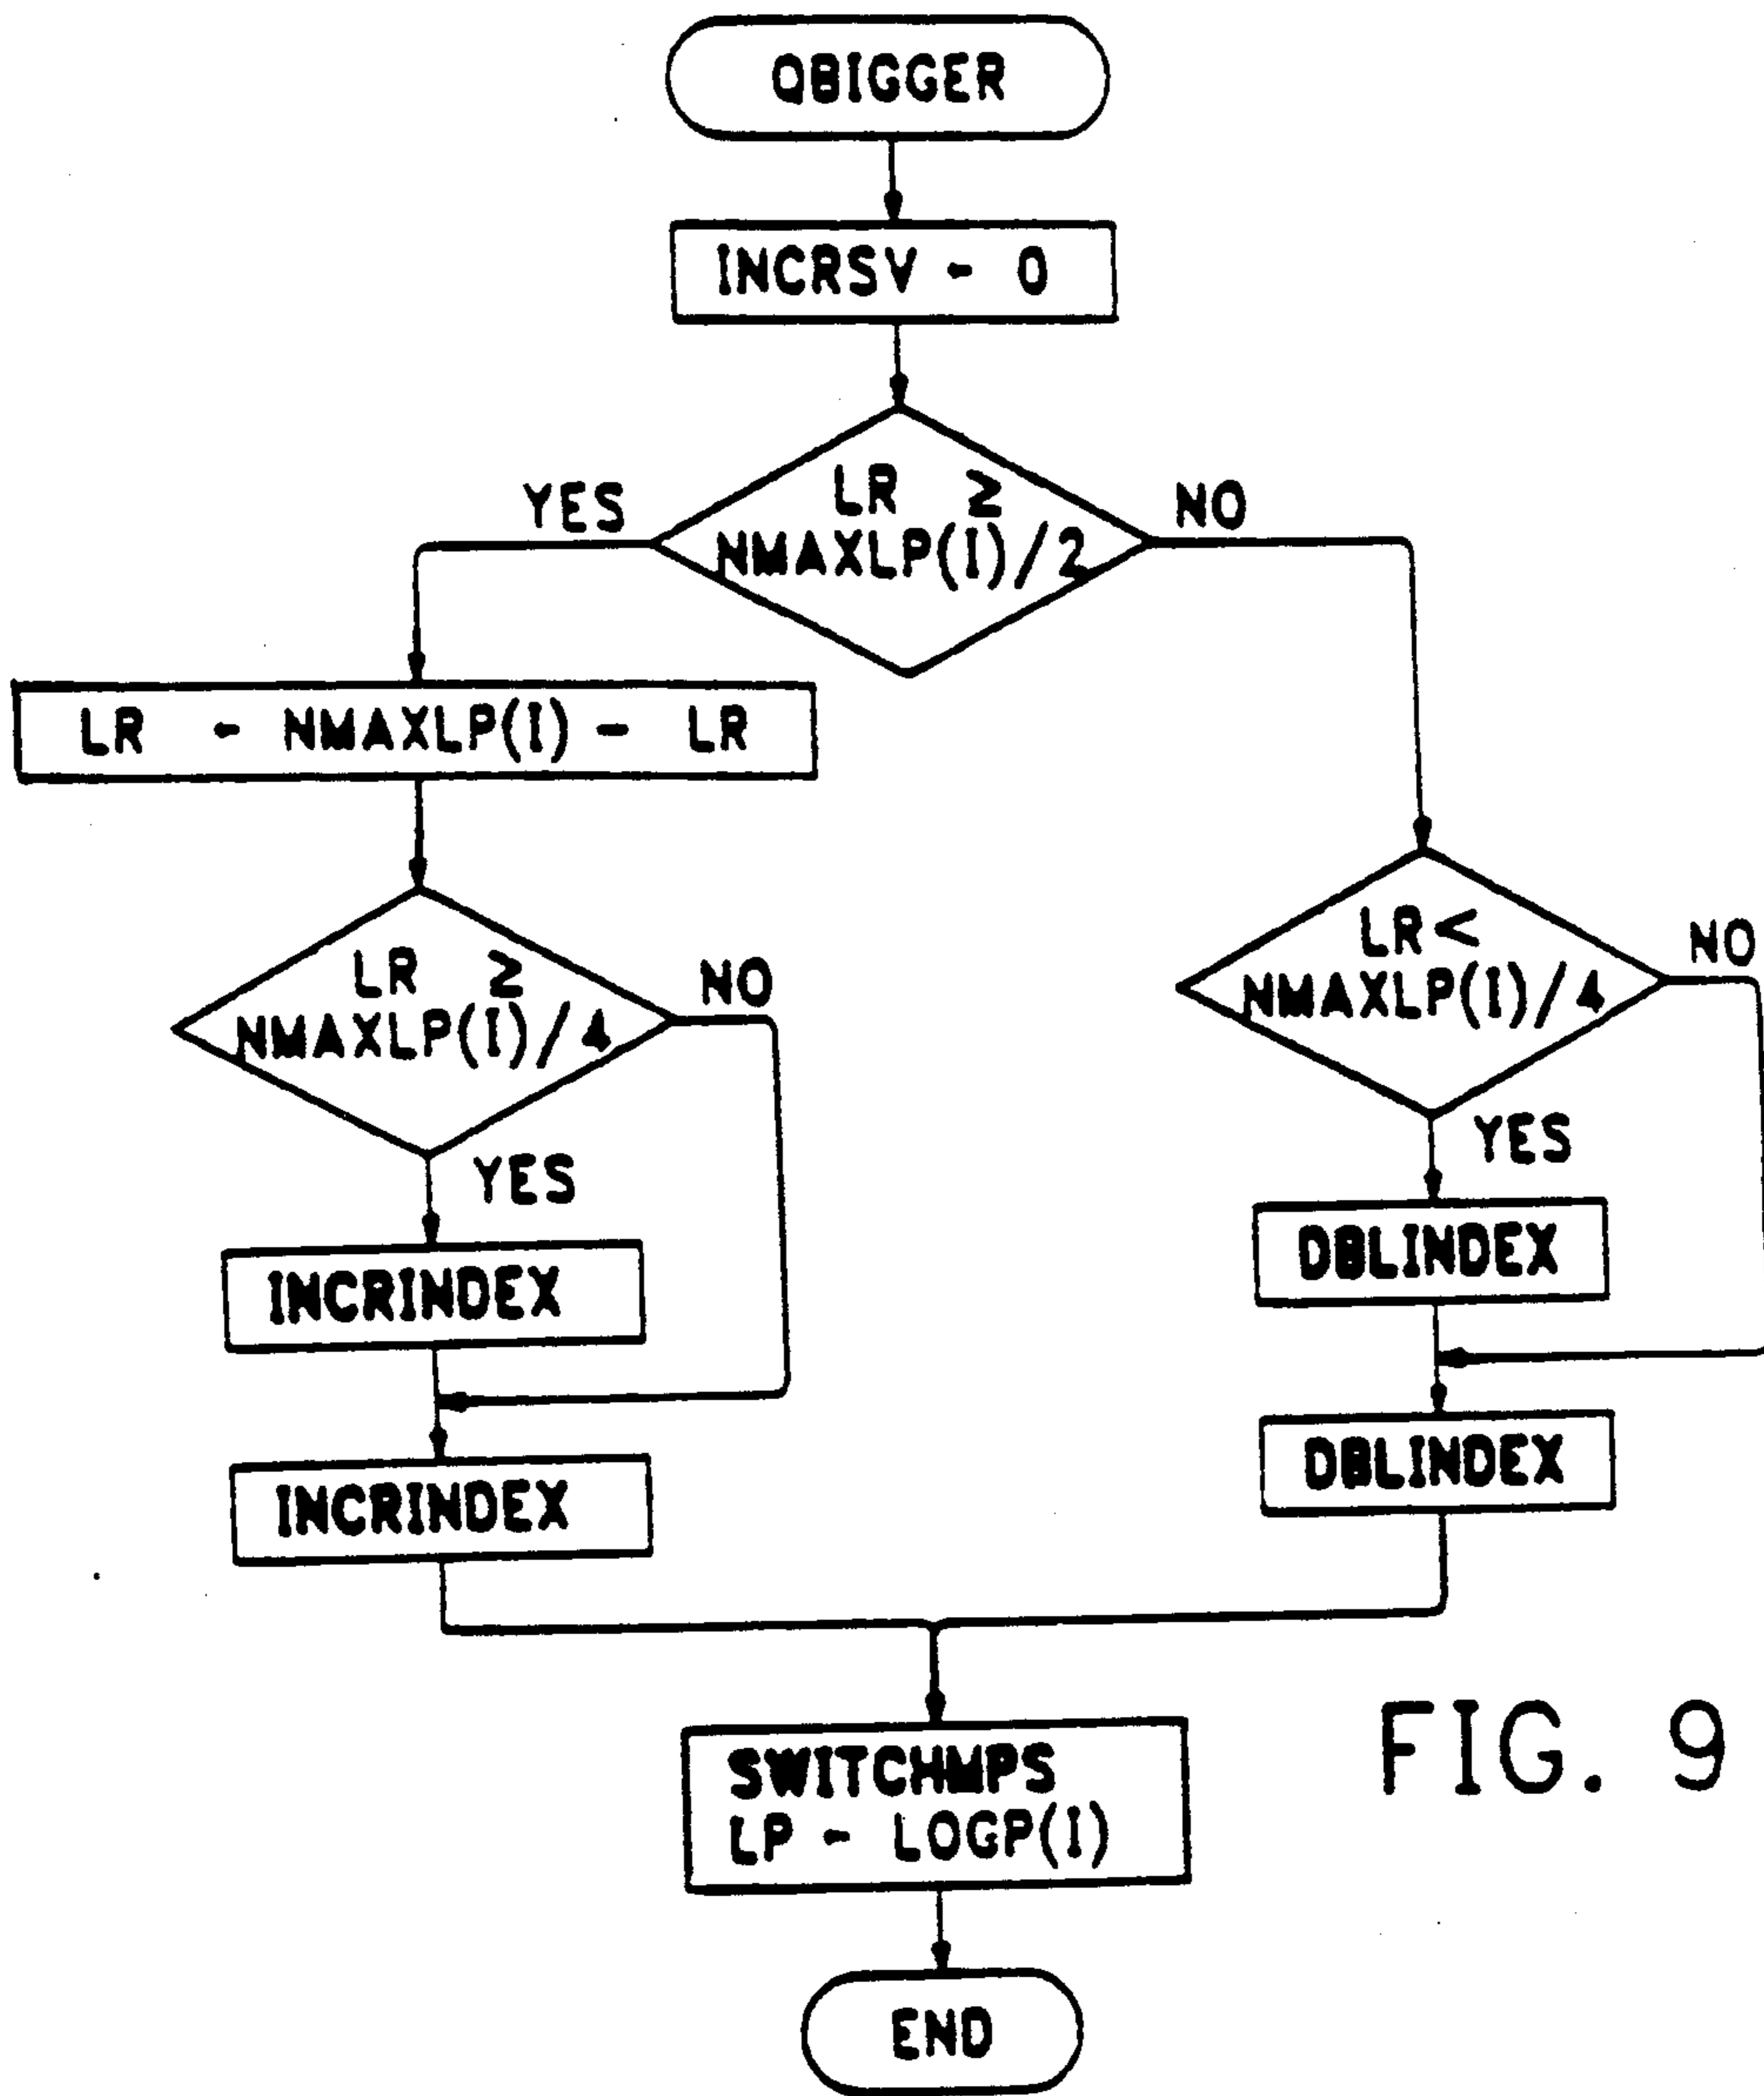 QBIGGER
INCRSV - 0
LR ≥
NMAXLP(I)/2
YES
NO
LR - NMAXLP(I) - LR
LR ≥
NMAXLP(I)/4
NO
YES
INCRINDEX
INCRINDEX
LR <
NMAXLP(I)/4
NO
YES
DBLINDEX
DBLINDEX
SWITCHMPS
LP - LOGP(I)
END
FIG. 9